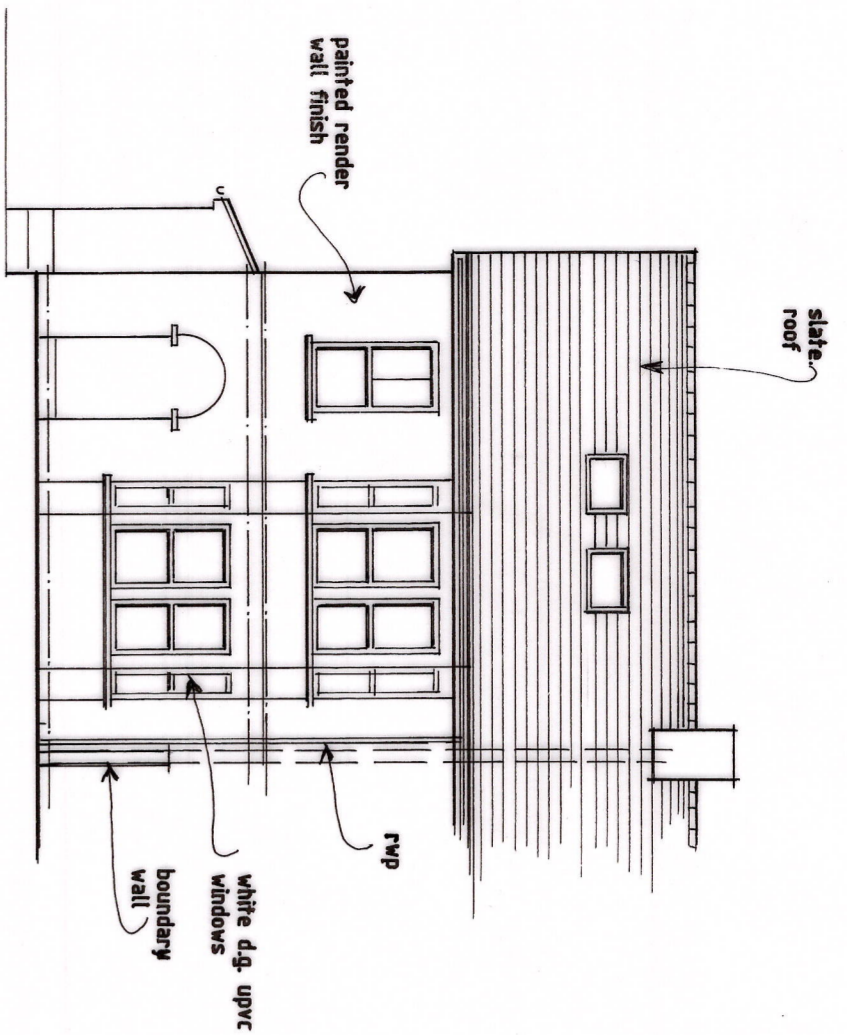 slate.
roof
painted render
wall finish
rwp
white d.g. upvc
windows
boundary
wall